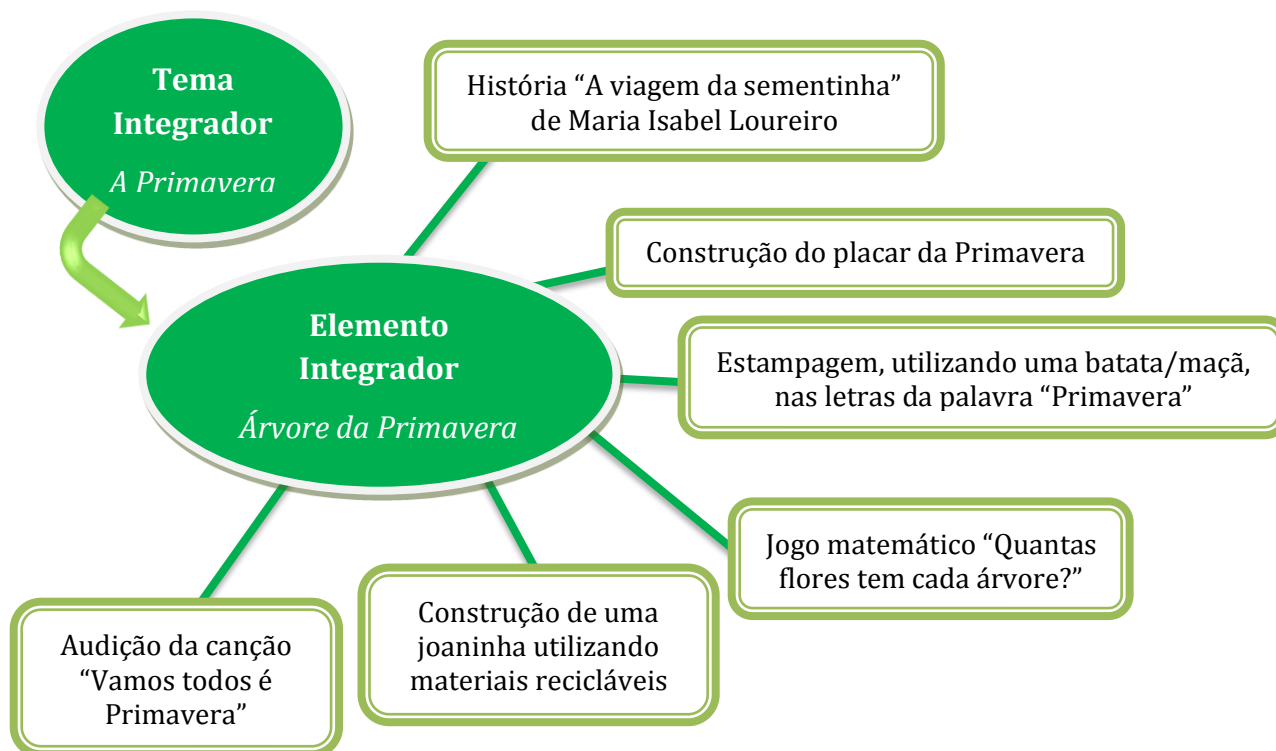 Tema
Integrador
A Primavera
História “A viagem da sementinha”
de Maria Isabel Loureiro
Construção do placar da Primavera
Elemento
Integrador
Árvore da Primavera
Estampagem, utilizando uma batata/maçã,
nas letras da palavra “Primavera”
Jogo matemático “Quantas
flores tem cada árvore?”
Construção de uma
joaninha utilizando
materiais recicláveis
Audição da canção
“Vamos todos é
Primavera”